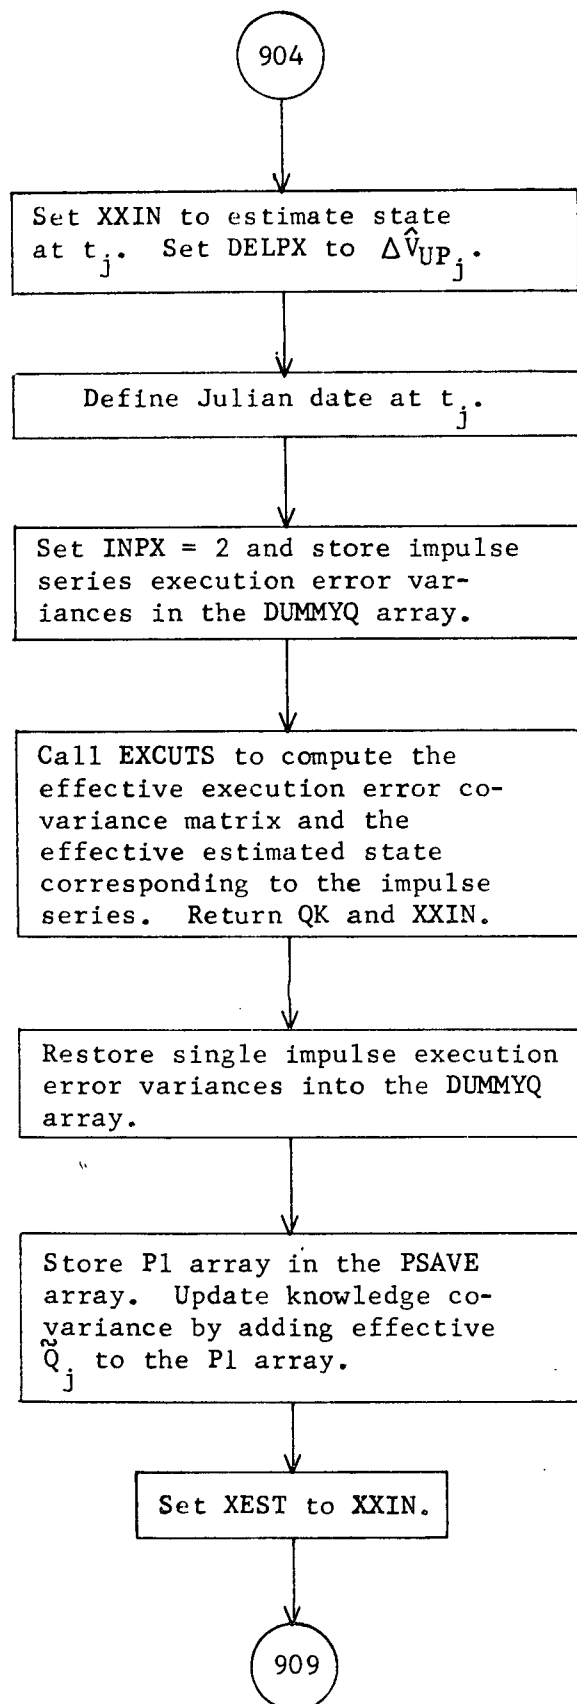 904
Set XXIN to estimate state
at t_j. Set DELPX to ΔV̂_UP_j.
Define Julian date at t_j.
Set INPX = 2 and store impulse
series execution error var-
iances in the DUMMYQ array.
Call EXCUTS to compute the
effective execution error co-
variance matrix and the
effective estimated state
corresponding to the impulse
series. Return QK and XXIN.
Restore single impulse execution
error variances into the DUMMYQ
array.
Store P1 array in the PSAVE
array. Update knowledge co-
variance by adding effective
Q̃_j to the P1 array.
Set XEST to XXIN.
909